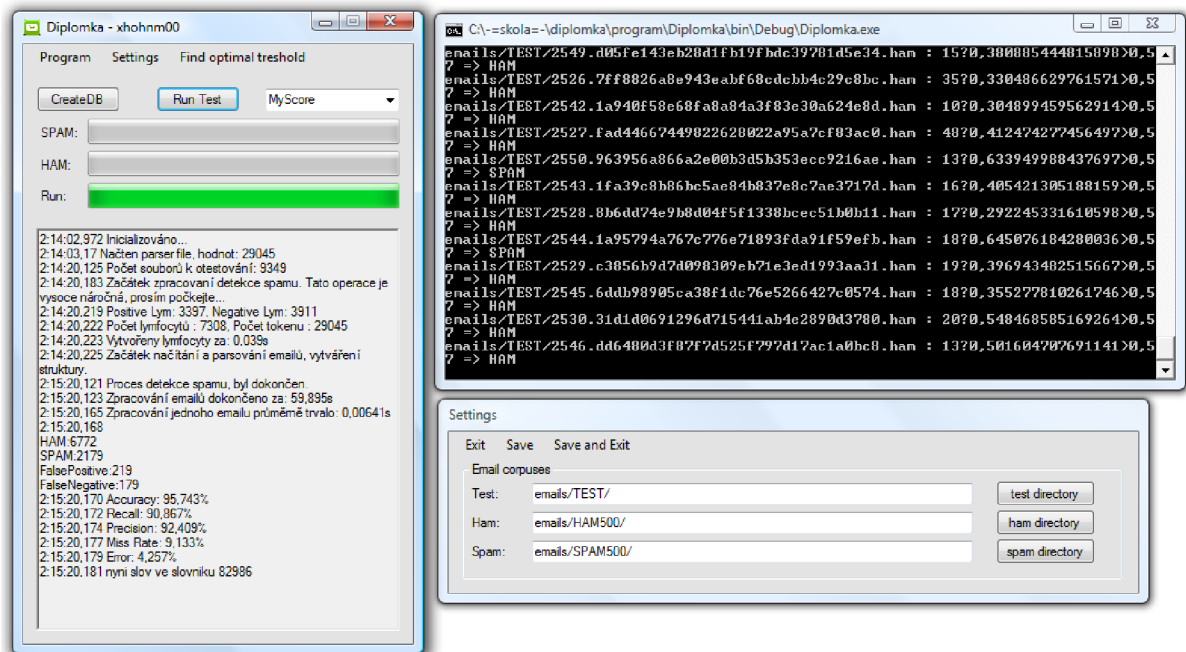 Diplomka - xhohnm00
Program Settings Find optimal treshold
CreateDB Run Test MyScore
SPAM:
HAM:
Run:
2:14:02,972 Inicializováno...
2:14:03,17 Načten parser file, hodnot: 29045
2:14:20,125 Počet souborů k otestování: 9349
2:14:20,183 Začátek zpracovaní detekce spamu. Tato operace je
vysoce náročná, prosím počkejte...
2:14:20,219 Positive Lym: 3397, Negative Lym: 3911
2:14:20,222 Počet lymfocytů : 7308, Počet tokenu : 29045
2:14:20,223 Vytvořeny lymfocyty za: 0,039s
2:14:20,225 Začátek načítání a parsování emailů, vytváření
struktury.
2:15:20,121 Proces detekce spamu, byl dokončen.
2:15:20,123 Zpracování emailů dokončeno za: 59,895s
2:15:20,165 Zpracování jednoho emailu průměrně trvalo: 0,00641s
2:15:20,168
HAM:6772
SPAM:2179
FalsePositive:219
FalseNegative:179
2:15:20,170 Accuracy: 95,743%
2:15:20,172 Recall: 90,867%
2:15:20,174 Precision: 92,409%
2:15:20,177 Miss Rate: 9,133%
2:15:20,179 Error: 4,257%
2:15:20,181 nyni slov ve slovniku 82986
C:\-=skola=-\diplomka\program\Diplomka\bin\Debug\Diplomka.exe
emails/TEST/2549.d05fe143eb28d1fb19fbdc39781d5e34.ham : 15?0,380885444815898>0,5
7 => HAM
emails/TEST/2526.7ff8826a8e943eabf68cdcbb4c29c8bc.ham : 35?0,330486629761571>0,5
7 => HAM
emails/TEST/2542.1a940f58e68fa8a84a3f83e30a624e8d.ham : 10?0,304899459562914>0,5
7 => HAM
emails/TEST/2527.fad44667449822628022a95a7cf83ac0.ham : 48?0,412474277456497>0,5
7 => HAM
emails/TEST/2550.963956a866a2e00b3d5b353ecc9216ae.ham : 13?0,633949988437697>0,5
7 => SPAM
emails/TEST/2543.1fa39c8b86bc5ae84b837e8c7ae3717d.ham : 16?0,405421305188159>0,5
7 => HAM
emails/TEST/2528.8b6dd74e9b8d04f5f1338bcec51b0b11.ham : 17?0,292245331610598>0,5
7 => HAM
emails/TEST/2544.1a95794a767c776e71893fda91f59efb.ham : 18?0,645076184280036>0,5
7 => SPAM
emails/TEST/2529.c3856b9d7d098309eb71e3ed1993aa31.ham : 19?0,396943482515667>0,5
7 => HAM
emails/TEST/2545.6ddb98905ca38f1dc76e5266427c0574.ham : 18?0,355277810261746>0,5
7 => HAM
emails/TEST/2530.31d1d0691296d715441ab4e2890d3780.ham : 20?0,548468585169264>0,5
7 => HAM
emails/TEST/2546.dd6480d3f87f7d525f797d17ac1a0bc8.ham : 13?0,501604707691141>0,5
7 => HAM
Settings
Exit Save Save and Exit
Email corpuses
Test: emails/TEST/ test directory
Ham: emails/HAM500/ ham directory
Spam: emails/SPAM500/ spam directory